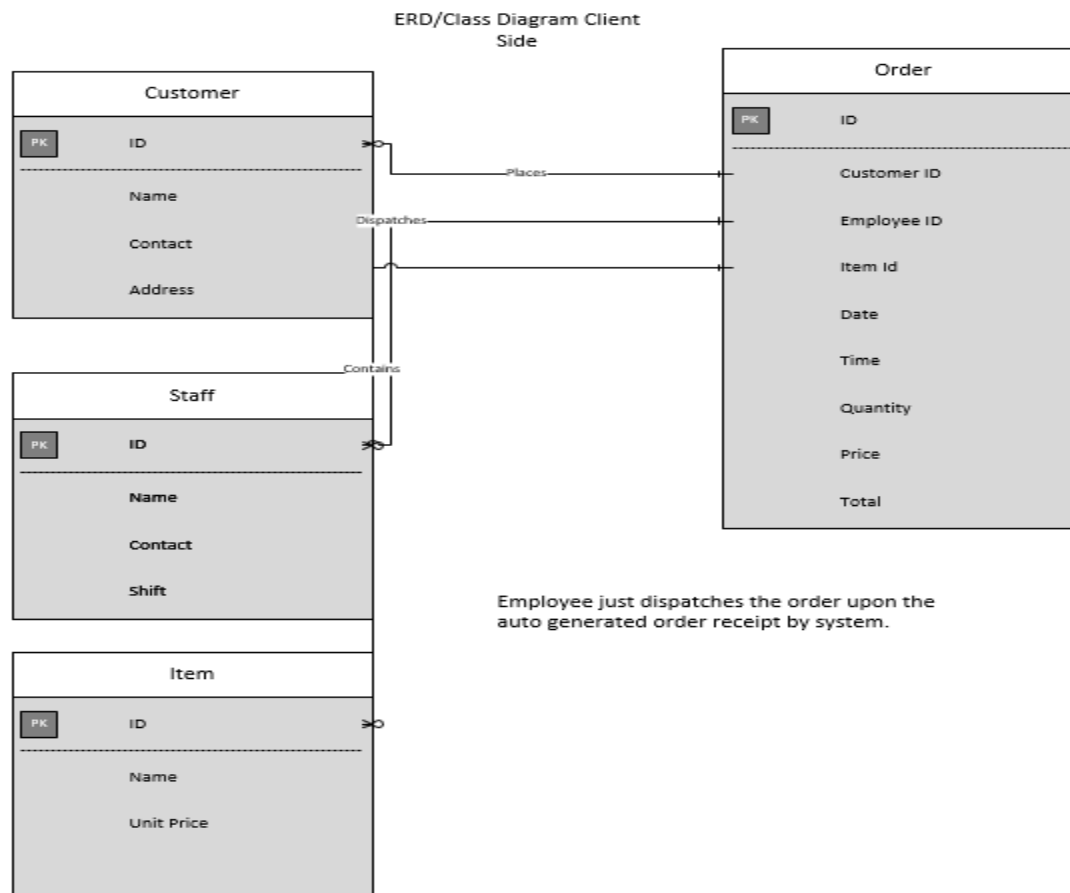 ERD/Class Diagram Client
Side
Customer
PK ID
Name
Contact
Address
Order
PK ID
Customer ID
Employee ID
Item Id
Date
Time
Quantity
Price
Total
Places
Dispatches
Contains
Staff
PK ID
Name
Contact
Shift
Employee just dispatches the order upon the
auto generated order receipt by system.
Item
PK ID
Name
Unit Price